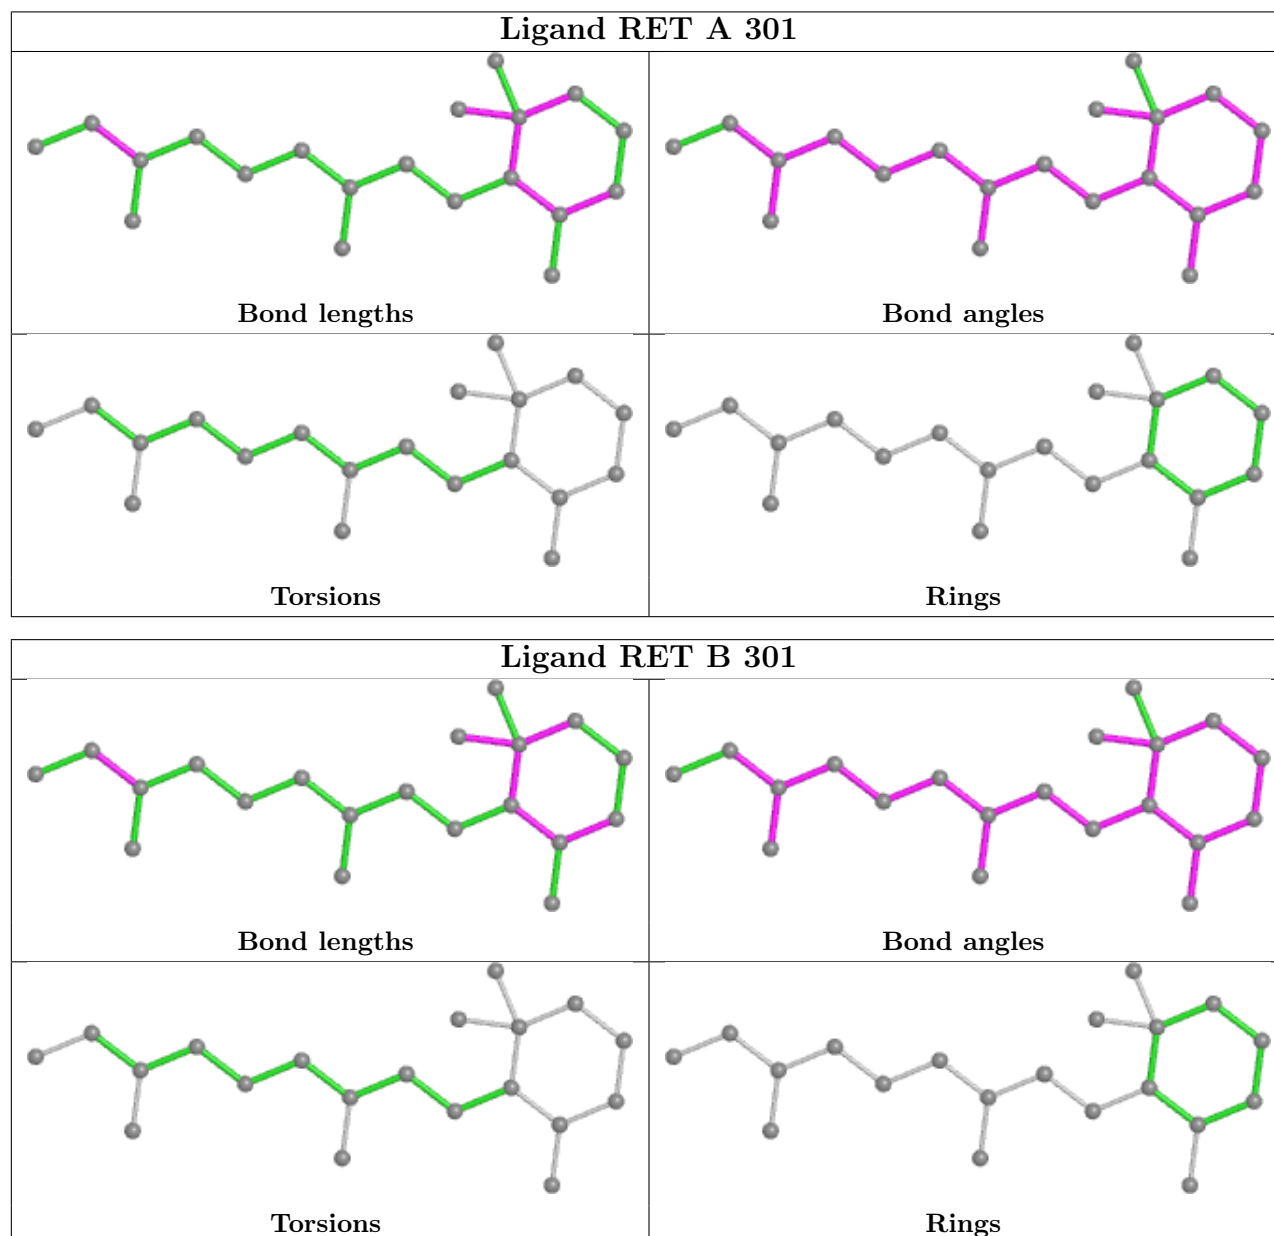 Ligand RET A 301
Bond lengths
Bond angles
Torsions
Rings
Ligand RET B 301
Bond lengths
Bond angles
Torsions
Rings